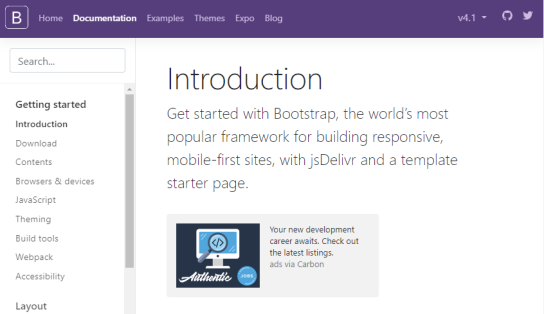 B
Home Documentation Examples Themes Expo Blog v4.1
Search...
Getting started
Introduction
Download
Contents
Browsers & devices
JavaScript
Theming
Build tools
Webpack
Accessibility
Layout
Introduction
Get started with Bootstrap, the world’s most
popular framework for building responsive,
mobile-first sites, with jsDelivr and a template
starter page.
Authentic
JOBS
Your new development
career awaits. Check out
the latest listings.
ads via Carbon